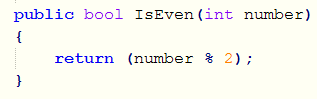 public bool IsEven(int number)
{
    return (number % 2);
}